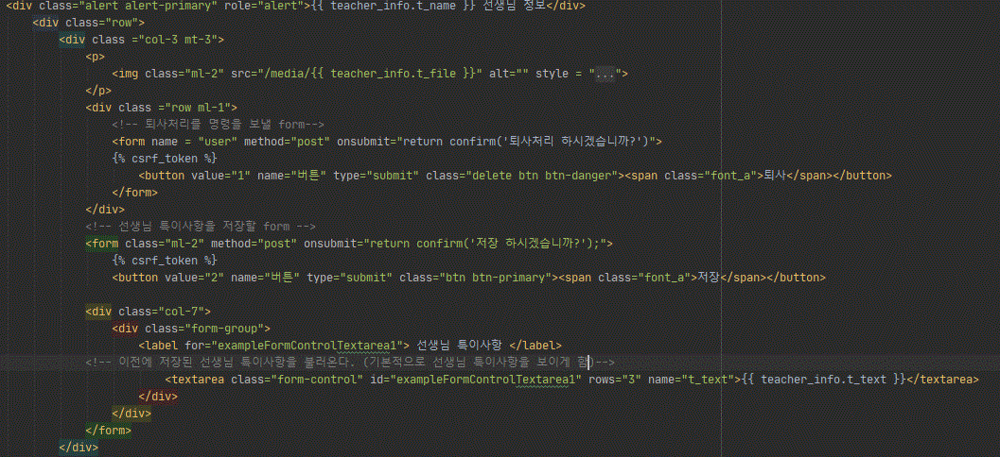 <div class="alert alert-primary" role="alert">{{ teacher_info.t_name }} 선생님 정보</div>
<div class="row">
<div class ="col-3 mt-3">
<p>
<img class="ml-2" src="/media/{{ teacher_info.t_file }}" alt="" style = "...">
</p>
<div class ="row ml-1">
<!-- 퇴사처리를 명령을 보낼 form-->
<form name = "user" method="post" onsubmit="return confirm('퇴사처리 하시겠습니까?')">
{% csrf_token %}
<button value="1" name="버튼" type="submit" class="delete btn btn-danger"><span class="font_a">퇴사</span></button>
</form>
</div>
<!-- 선생님 특이사항을 저장할 form -->
<form class="ml-2" method="post" onsubmit="return confirm('저장 하시겠습니까?');">
{% csrf_token %}
<button value="2" name="버튼" type="submit" class="btn btn-primary"><span class="font_a">저장</span></button>
<div class="col-7">
<div class="form-group">
<label for="exampleFormControlTextarea1"> 선생님 특이사항 </label>
<!-- 이전에 저장된 선생님 특이사항을 불러온다. (기본적으로 선생님 특이사항을 보이게 함)-->
<textarea class="form-control" id="exampleFormControlTextarea1" rows="3" name="t_text">{{ teacher_info.t_text }}</textarea>
</div>
</div>
</form>
</div>